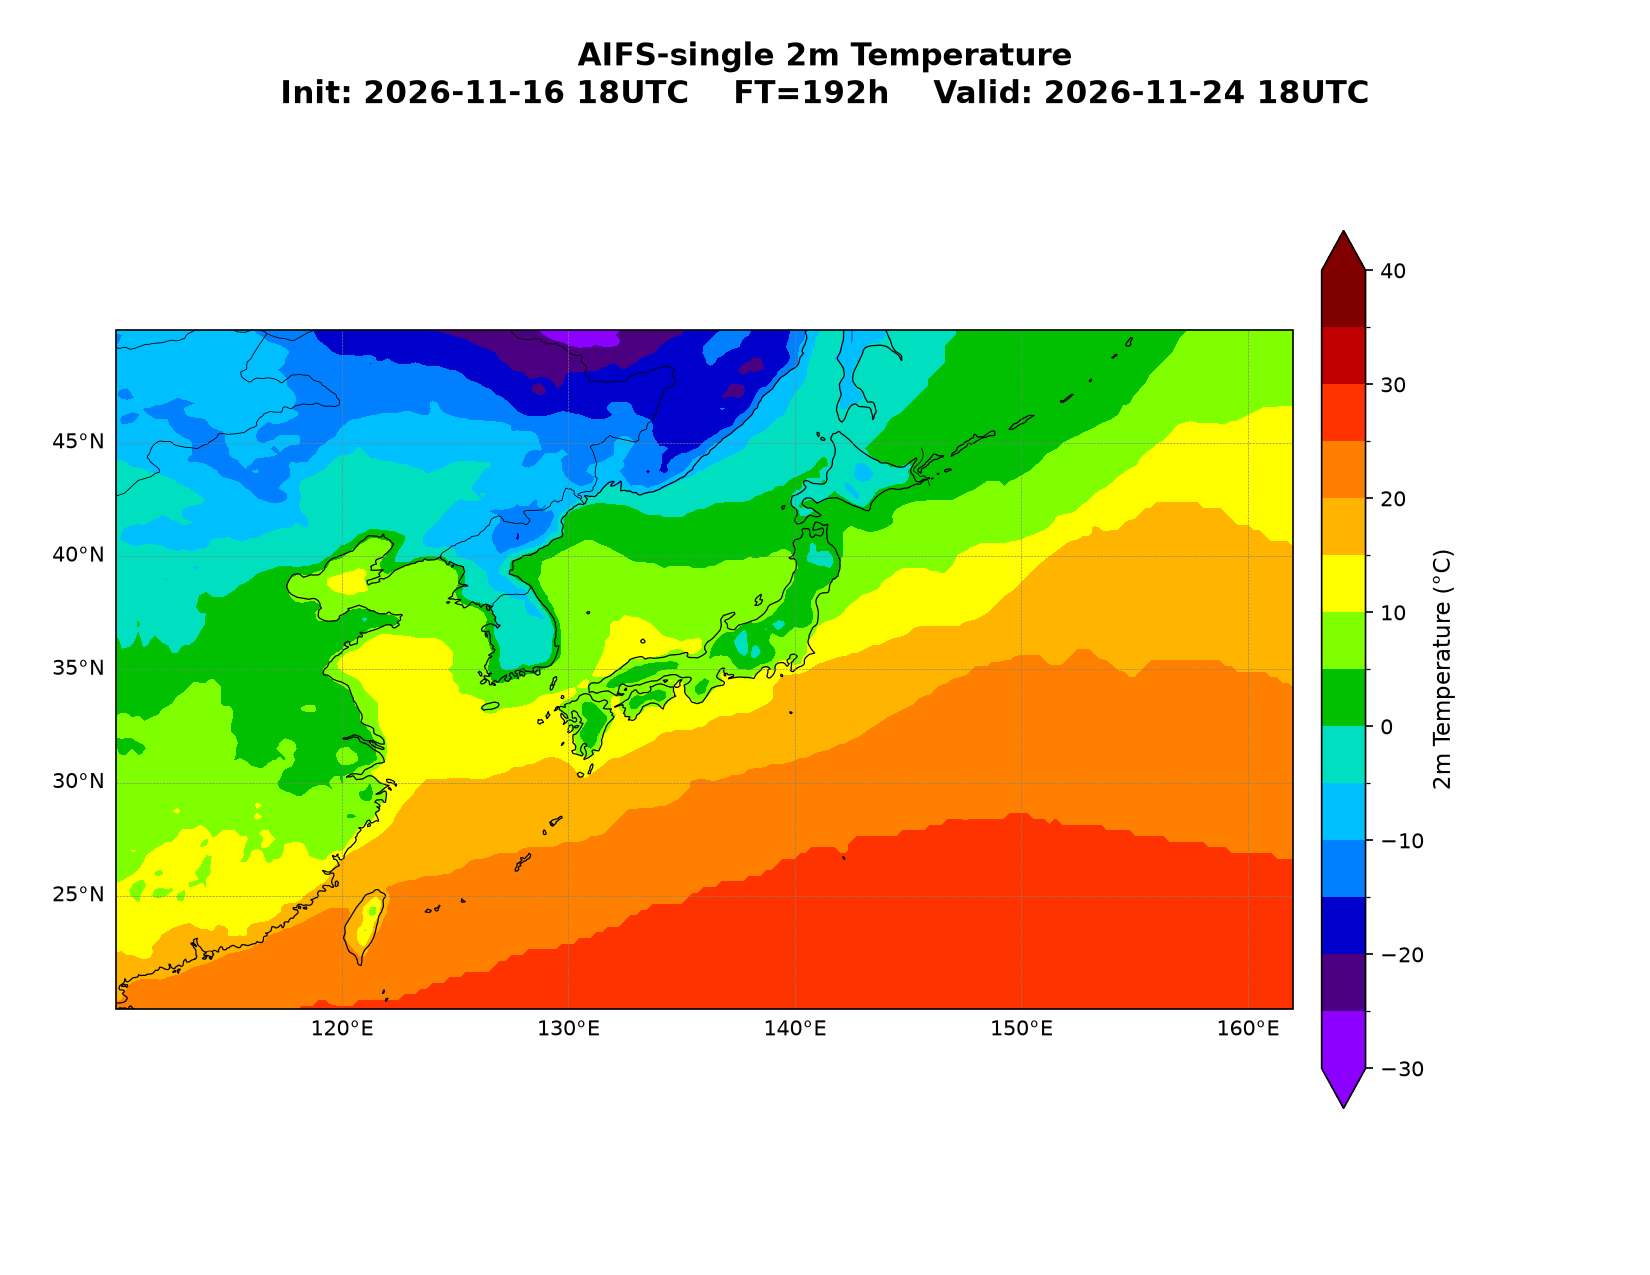 AIFS-single 2m Temperature
Init: 2026-11-16 18UTC    FT=192h    Valid: 2026-11-24 18UTC
45°N
40°N
35°N
30°N
25°N
120°E
130°E
140°E
150°E
160°E
40
30
20
10
0
−10
−20
−30
2m Temperature (°C)